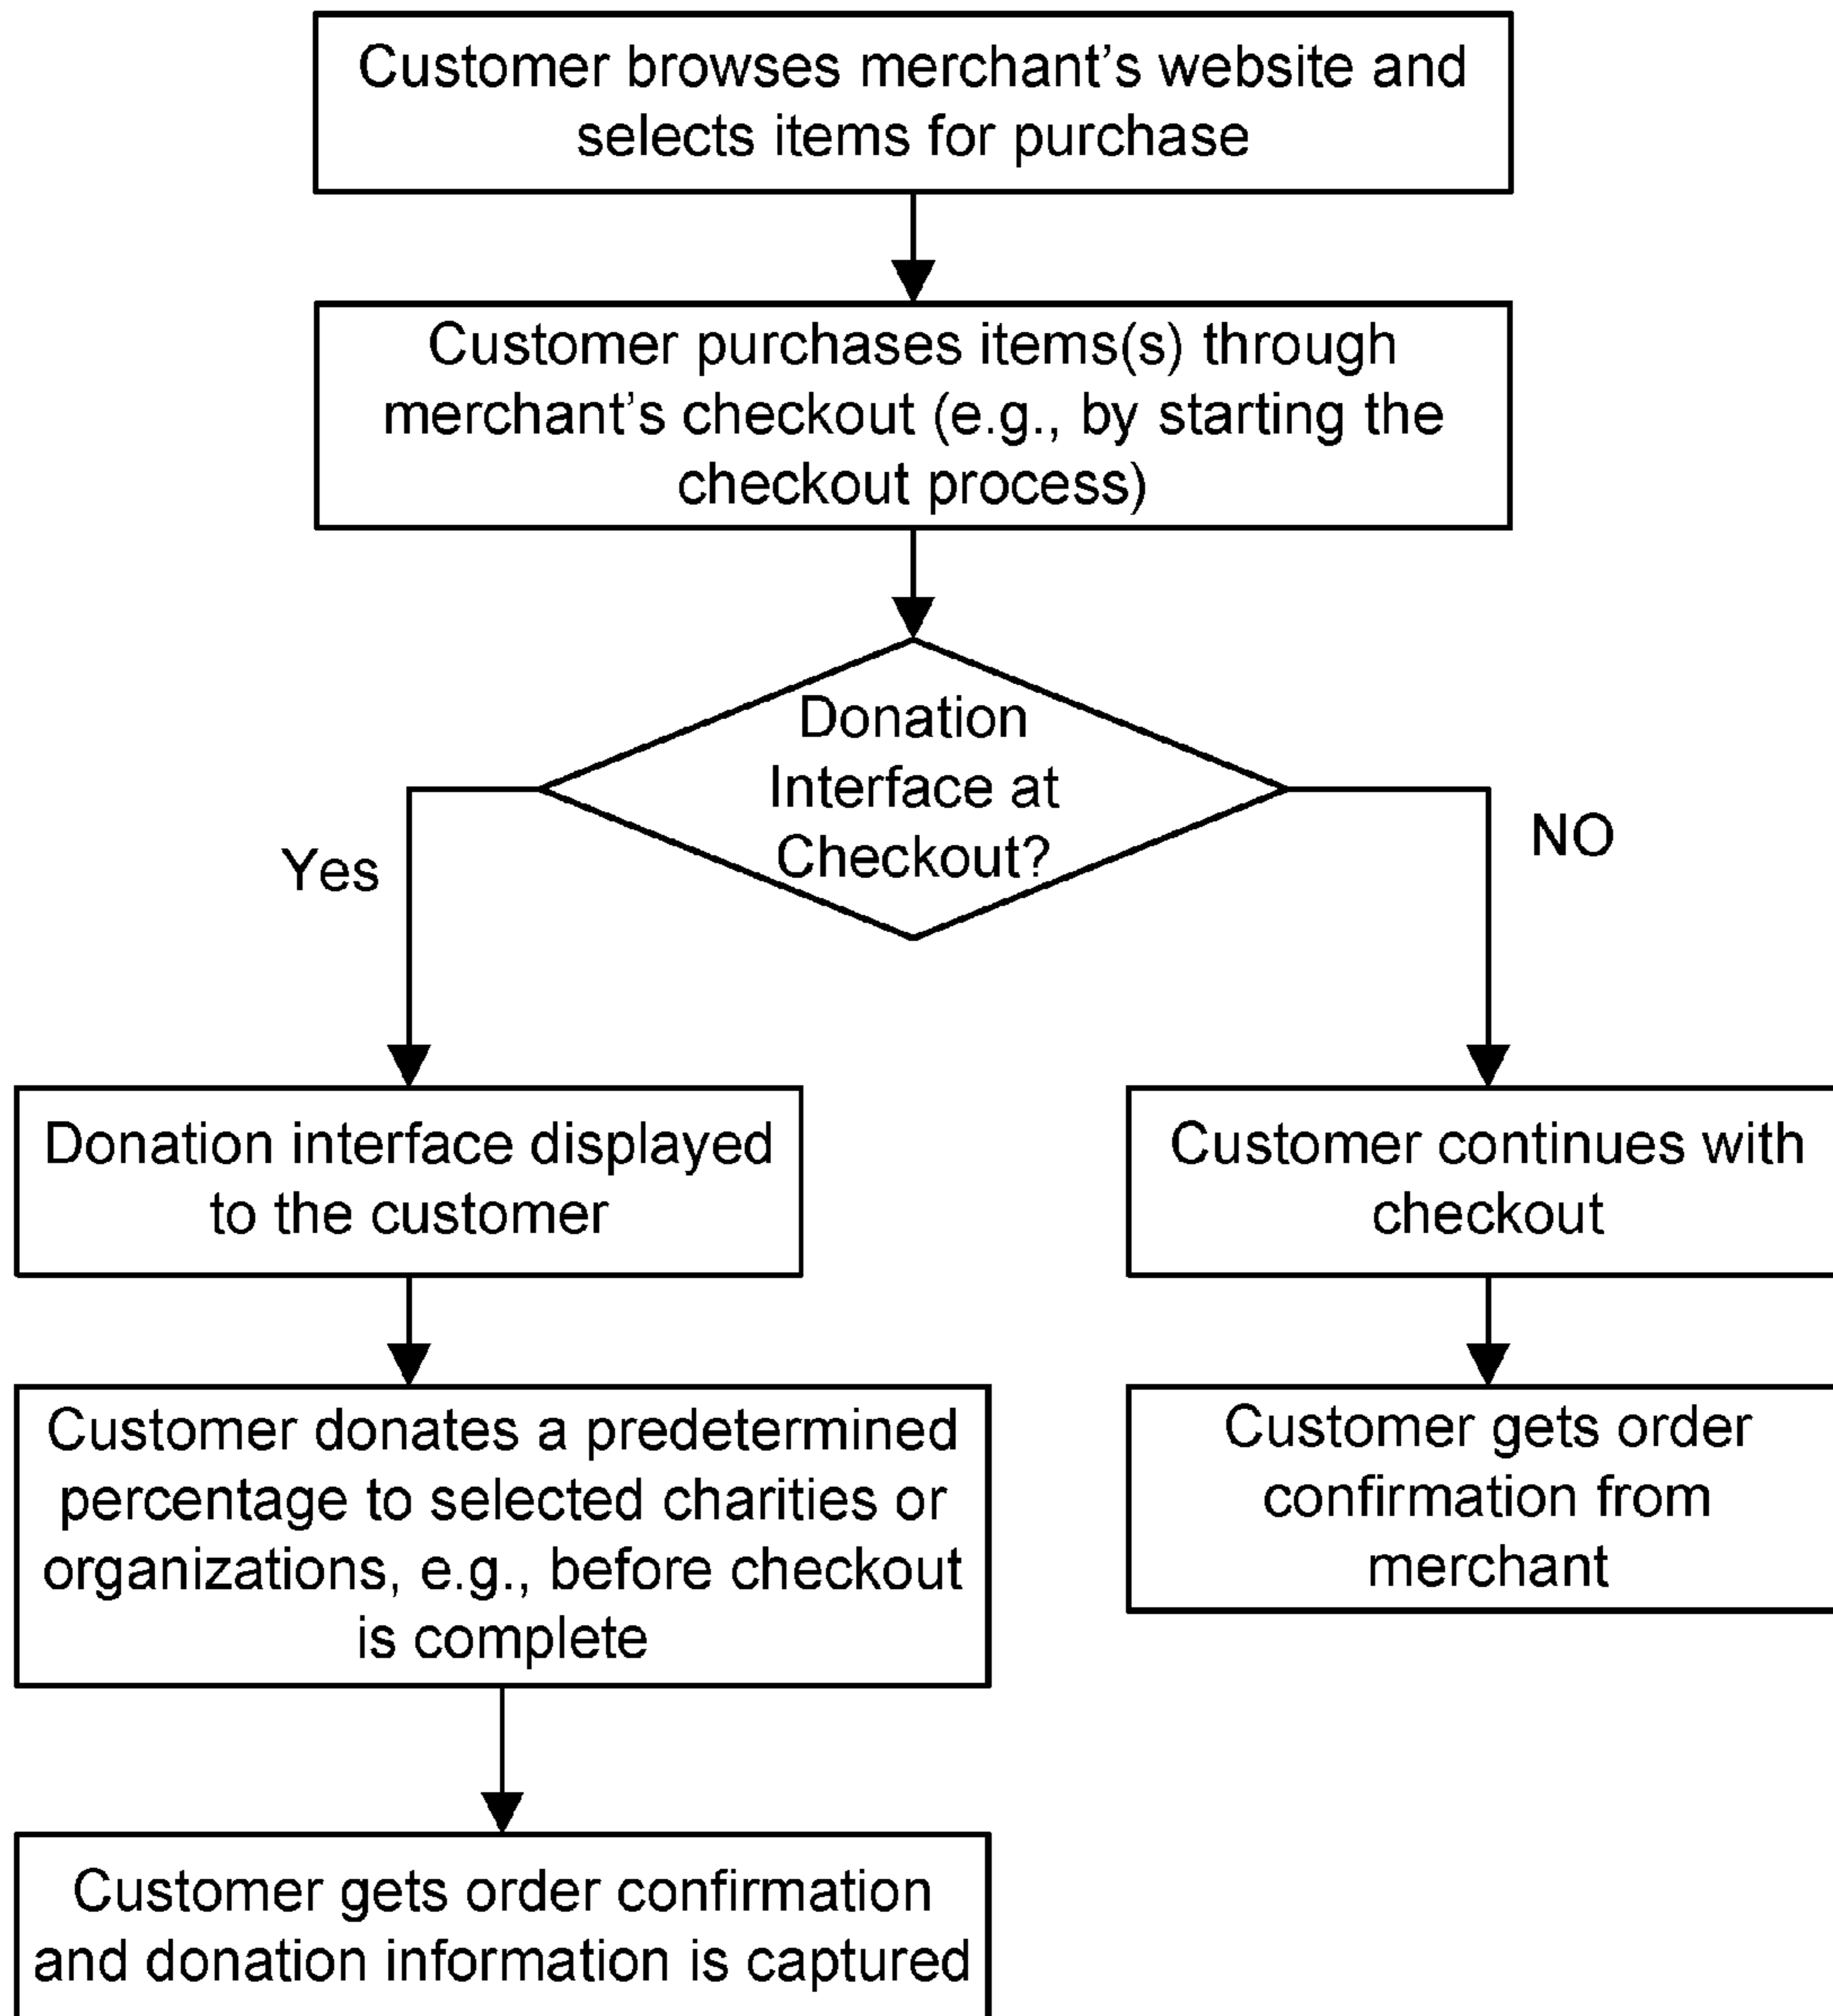 Customer browses merchant's website and
selects items for purchase
Customer purchases items(s) through
merchant's checkout (e.g., by starting the
checkout process)
Donation
Interface at
Checkout?
Yes
NO
Donation interface displayed
to the customer
Customer continues with
checkout
Customer donates a predetermined
percentage to selected charities or
organizations, e.g., before checkout
is complete
Customer gets order
confirmation from
merchant
Customer gets order confirmation
and donation information is captured